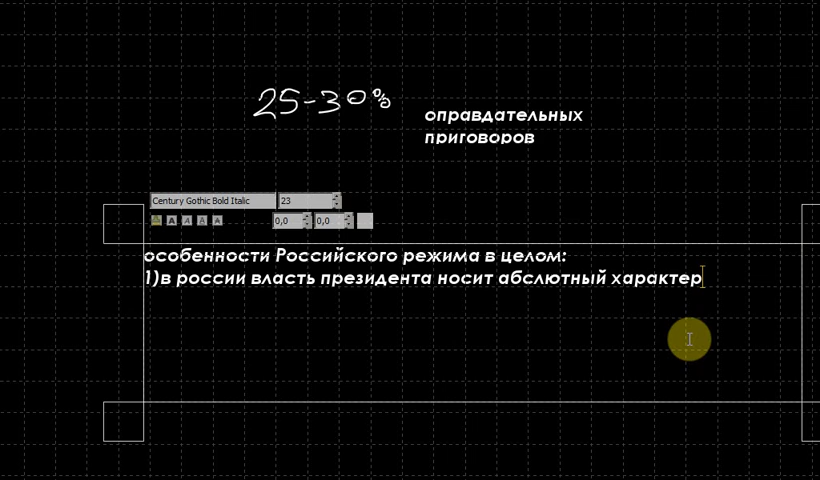 25-30%
оправдательных
приговоров
Century Gothic Bold Italic
23
A A A A A
0,0
0,0
особенности Российского режима в целом:
1)в россии власть президента носит абслютный характер